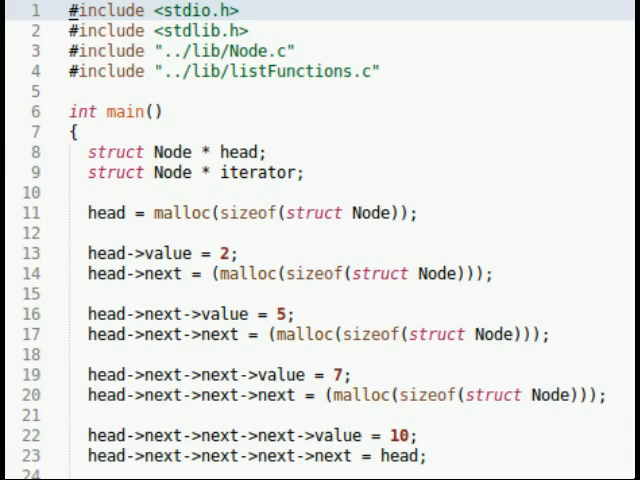 1 #include <stdio.h>
2 #include <stdlib.h>
3 #include "../lib/Node.c"
4 #include "../lib/listFunctions.c"
5
6 int main()
7 {
8 struct Node * head;
9 struct Node * iterator;
10
11 head = malloc(sizeof(struct Node));
12
13 head->value = 2;
14 head->next = (malloc(sizeof(struct Node)));
15
16 head->next->value = 5;
17 head->next->next = (malloc(sizeof(struct Node)));
18
19 head->next->next->value = 7;
20 head->next->next->next = (malloc(sizeof(struct Node)));
21
22 head->next->next->next->value = 10;
23 head->next->next->next->next = head;
24